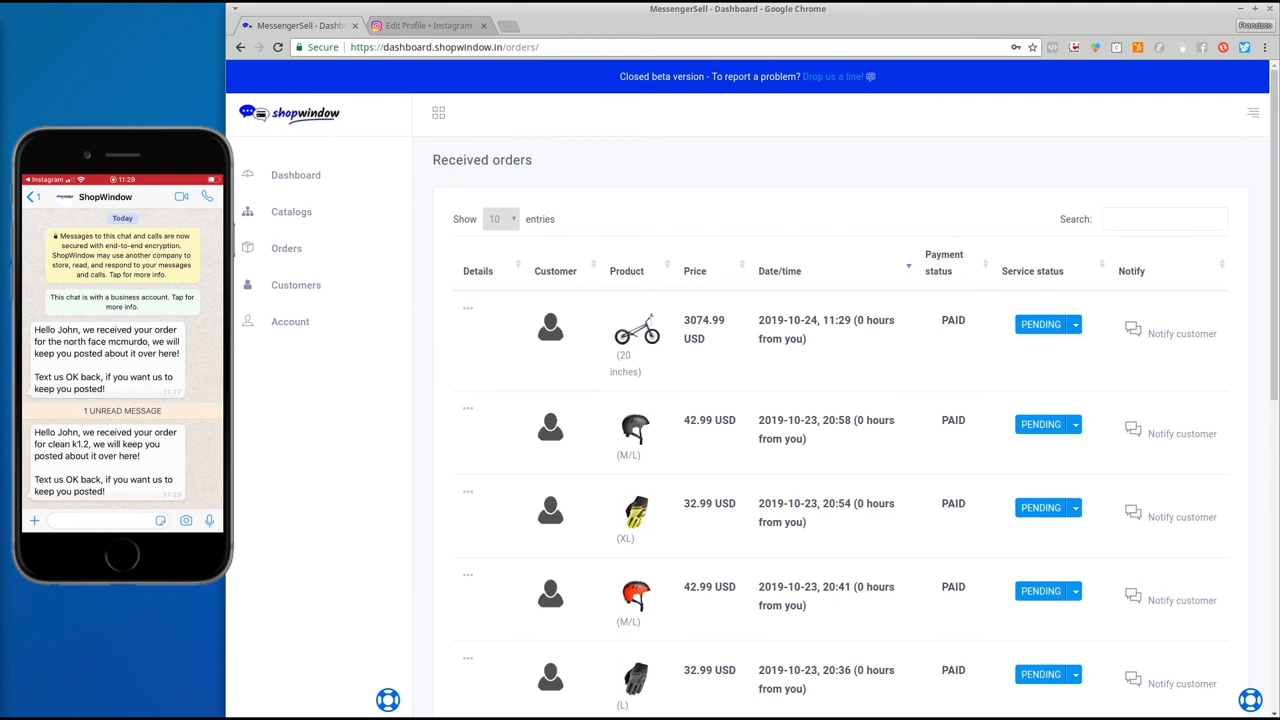 MessengerSell - Dashboard - Google Chrome
MessengerSell - Dashb
Edit Profile • Instagram
Francisco
Secure
https://dashboard.shopwindow.in/orders/
Closed beta version - To report a problem? Drop us a line!
shopwindow
Dashboard
Catalogs
Orders
Customers
Account
Received orders
Show 10 entries
Search:
Details
Customer
Product
Price
Date/time
Payment
status
Service status
Notify
3074.99
USD
2019-10-24, 11:29 (0 hours
from you)
PAID
PENDING
Notify customer
(20
inches)
42.99 USD
2019-10-23, 20:58 (0 hours
from you)
PAID
PENDING
Notify customer
(M/L)
32.99 USD
2019-10-23, 20:54 (0 hours
from you)
PAID
PENDING
Notify customer
(XL)
42.99 USD
2019-10-23, 20:41 (0 hours
from you)
PAID
PENDING
Notify customer
(M/L)
32.99 USD
2019-10-23, 20:36 (0 hours
from you)
PAID
PENDING
Notify customer
(L)
Instagram
11:29
1
ShopWindow
Today
Messages to this chat and calls are now
secured with end-to-end encryption.
ShopWindow may use another company to
store, read, and respond to your messages
and calls. Tap for more info.
This chat is with a business account. Tap for
more info.
Hello John, we received your order
for the north face mcmurdo, we will
keep you posted about it over here!
Text us OK back, if you want us to
keep you posted!
11:17
1 UNREAD MESSAGE
Hello John, we received your order
for clean k1.2, we will keep you
posted about it over here!
Text us OK back, if you want us to
keep you posted!
11:29